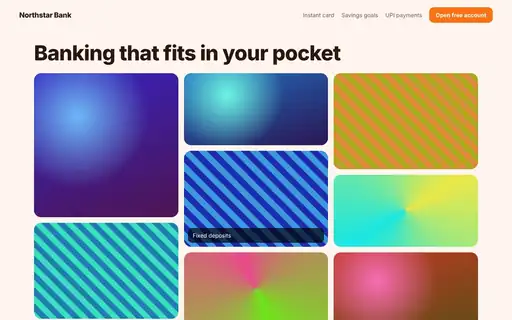 Northstar Bank
Instant card
Savings goals
UPI payments
Open free account
Banking that fits in your pocket
Fixed deposits